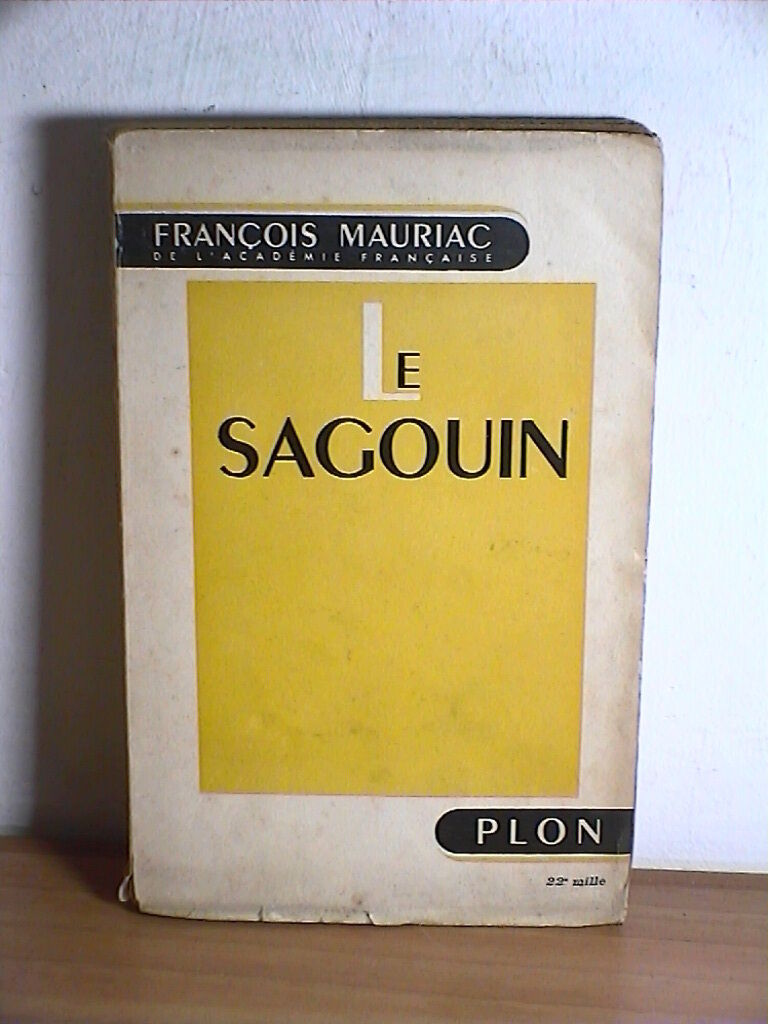 FRANÇOIS MAURIAC
DE L'ACADÉMIE FRANÇAISE
LE
SAGOUIN
PLON
22e mille